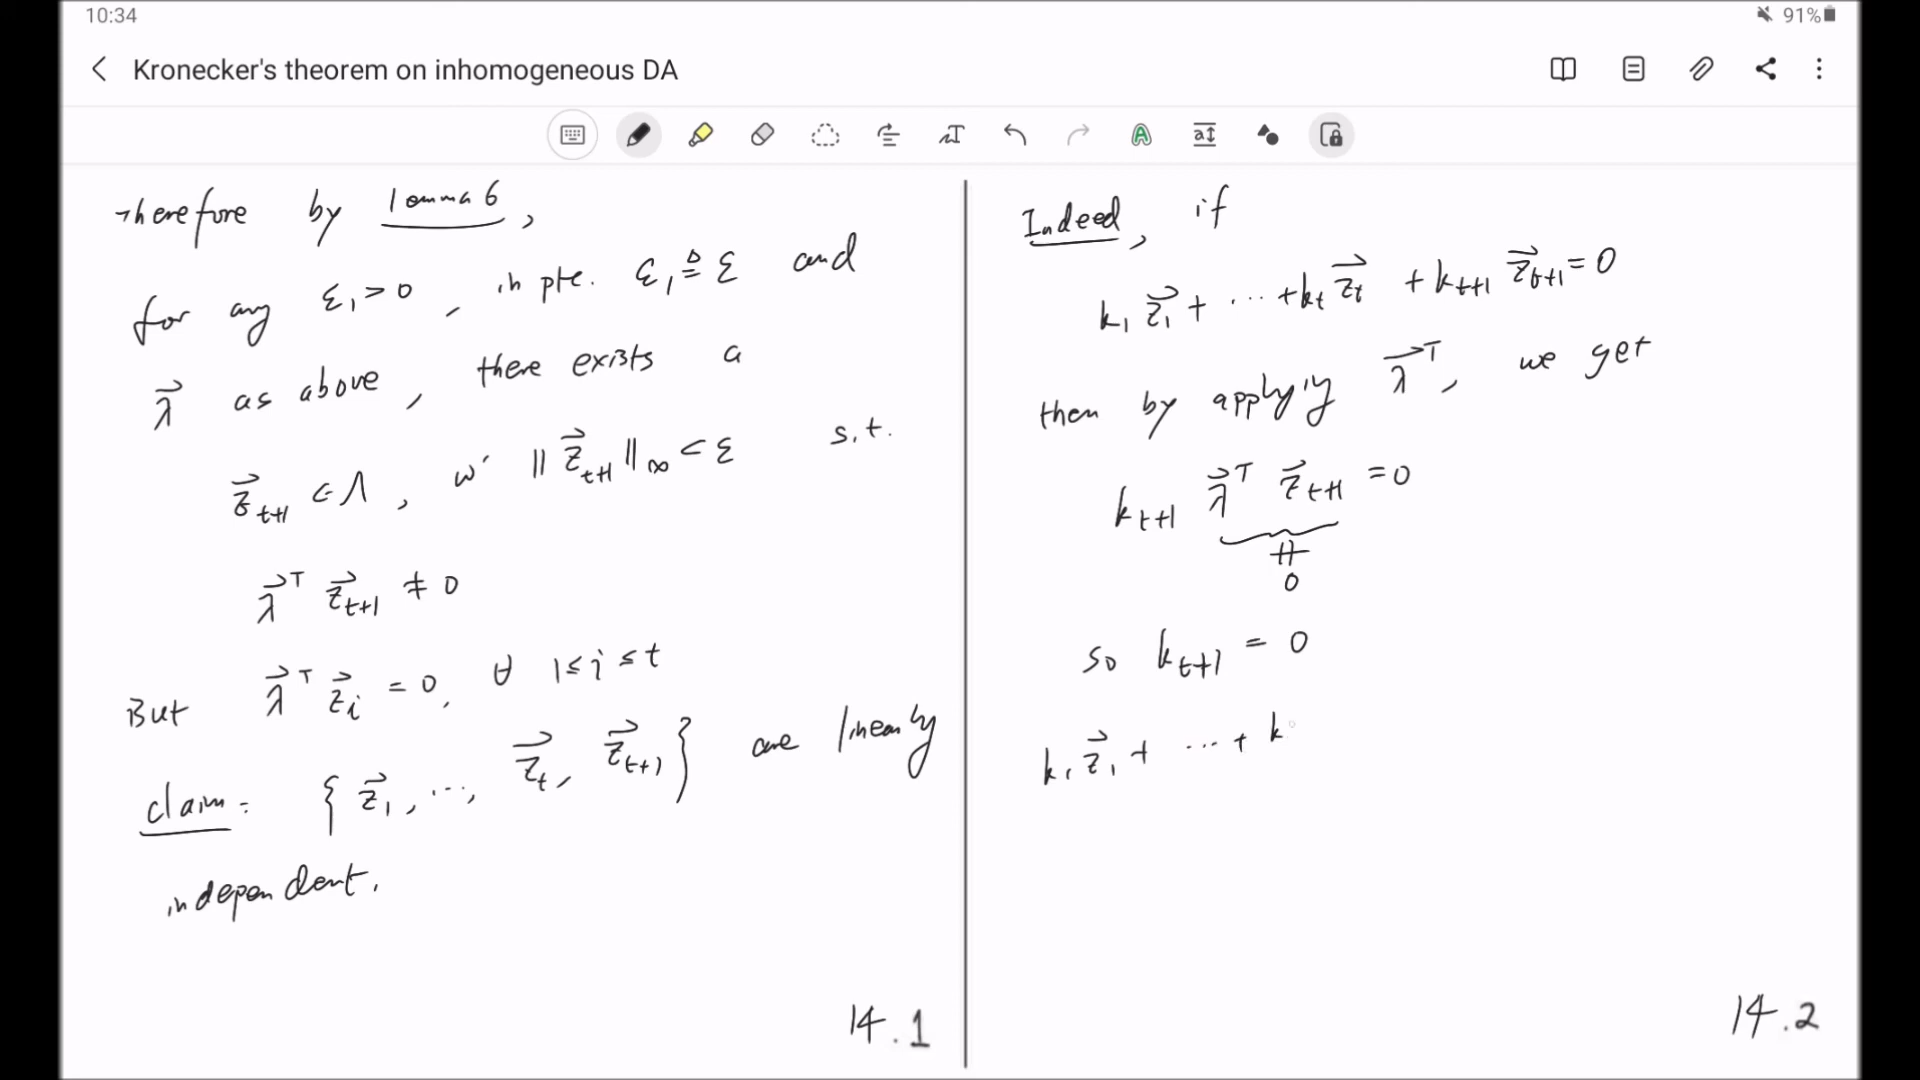 10:34
91%
Kronecker's theorem on inhomogeneous DA
Therefore by lemma 6,
for any ε₁ > 0, in ptc. ε₁ ≜ ε and
λ⃗ as above, there exists a
z⃗ₜ₊₁ ∈ Λ, w/ ‖z⃗ₜ₊₁‖∞ < ε s.t.
λ⃗ᵀ z⃗ₜ₊₁ ≠ 0
But λ⃗ᵀ z⃗ᵢ = 0, ∀ 1 ≤ i ≤ t
claim: {z⃗₁, ..., z⃗ₜ, z⃗ₜ₊₁} are linearly
independent.
14.1
Indeed, if
k₁ z⃗₁ + ... + kₜ z⃗ₜ + kₜ₊₁ z⃗ₜ₊₁ = 0
then by applyig λ⃗ᵀ, we get
kₜ₊₁ λ⃗ᵀ z⃗ₜ₊₁ = 0
≠
0
so kₜ₊₁ = 0
k₁ z⃗₁ + ... + k
14.2